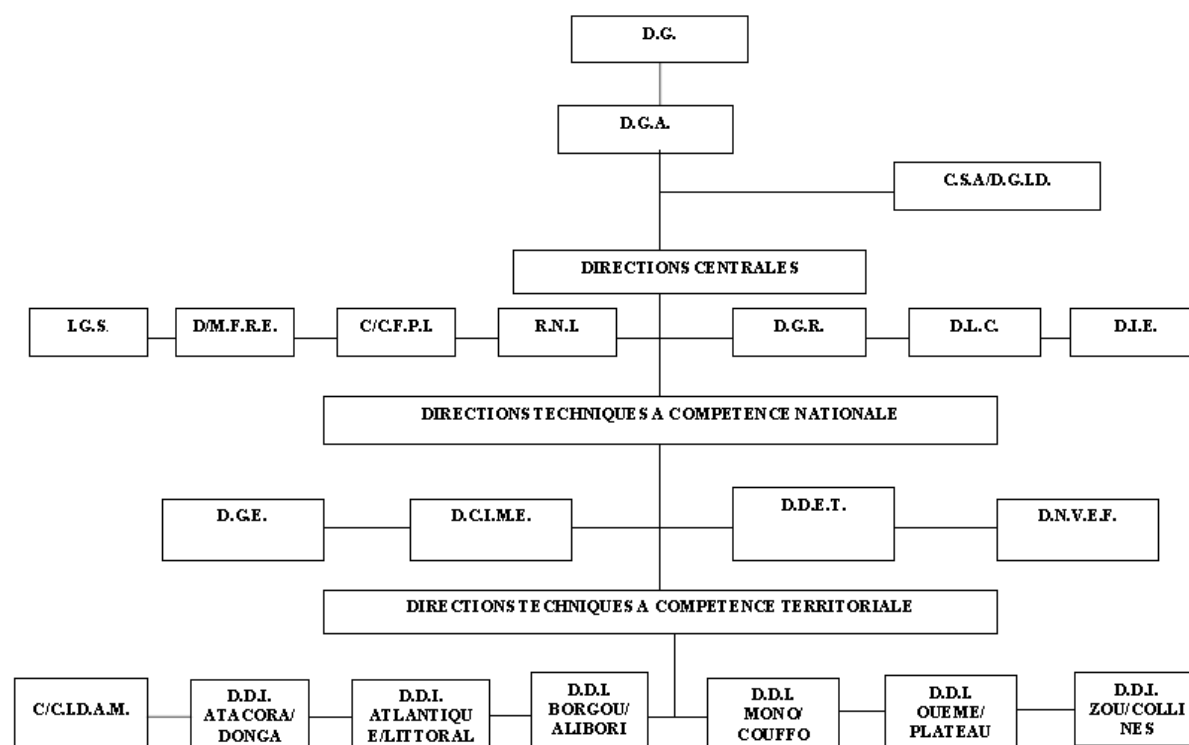 D.G.
D.G.A.
C.S.A/D.G.I.D.
DIRECTIONS CENTRALES
I.G.S.
D/M.F.R.E.
C/C.F.P.I.
R.N.I.
D.G.R.
D.L.C.
D.I.E.
DIRECTIONS TECHNIQUES A COMPETENCE NATIONALE
D.G.E.
D.C.I.M.E.
D.D.E.T.
D.N.V.E.F.
DIRECTIONS TECHNIQUES A COMPETENCE TERRITORIALE
C/C.I.D.A.M.
D.D.I.
ATACORA/
DONGA
D.D.I.
ATLANTIQU
E/LITTORAL
D.D.I.
BORGOU/
ALIBORI
D.D.I.
MONO/
COUFFO
D.D.I.
OUEME/
PLATEAU
D.D.I.
ZOU/COLLI
NES